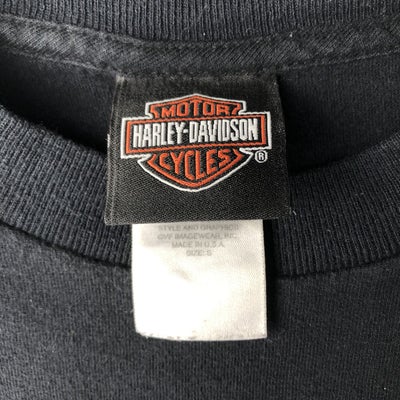 MOTOR
HARLEY-DAVIDSON
CYCLES
®
STYLE AND GRAPHICS
IMAGEWEAR, INC.
MADE IN U.S.A.
SIZE: S